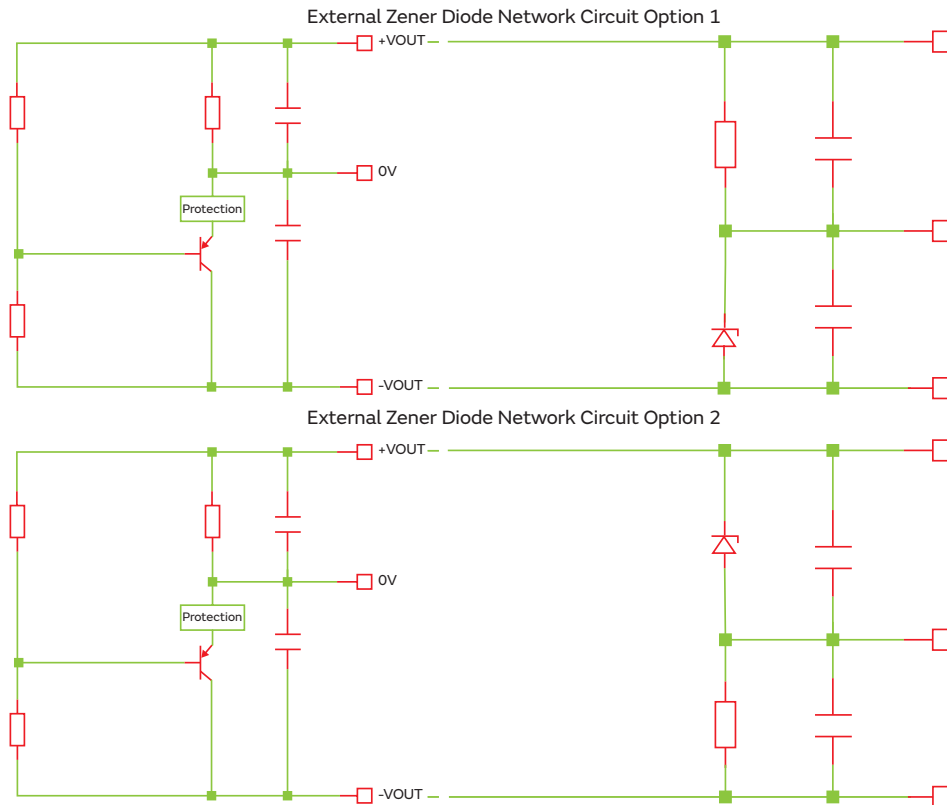 External Zener Diode Network Circuit Option 1
+VOUT
0V
Protection
-VOUT
External Zener Diode Network Circuit Option 2
+VOUT
0V
Protection
-VOUT